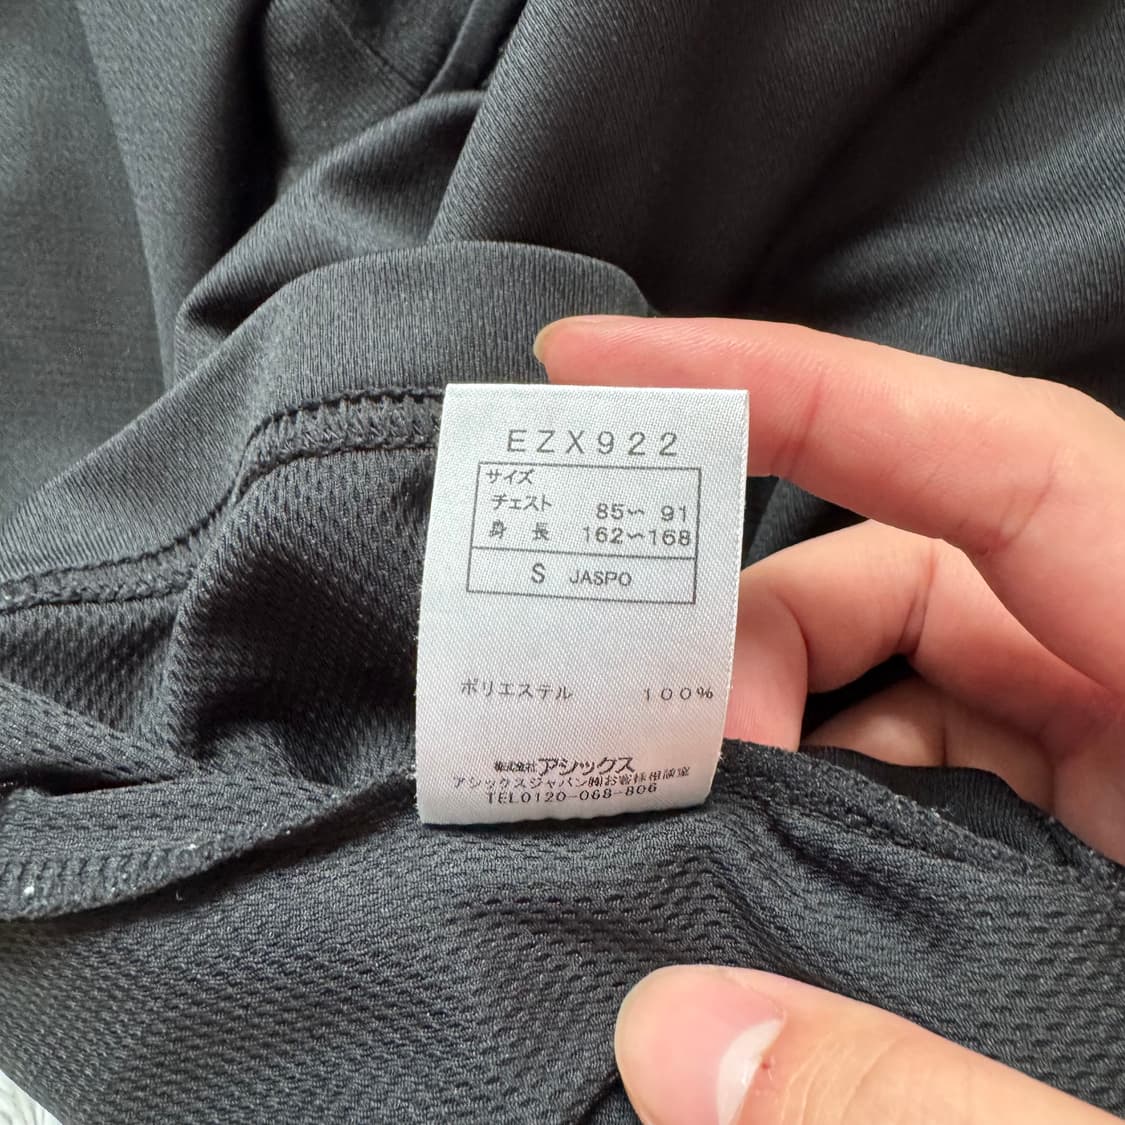 EZX922
サイズ
チェスト 85〜 91
身 長 162〜168
S JASPO
ポリエステル 100%
株式会社アシックス
アシックスジャパン㈱お客様相談室
TEL0120-068-806